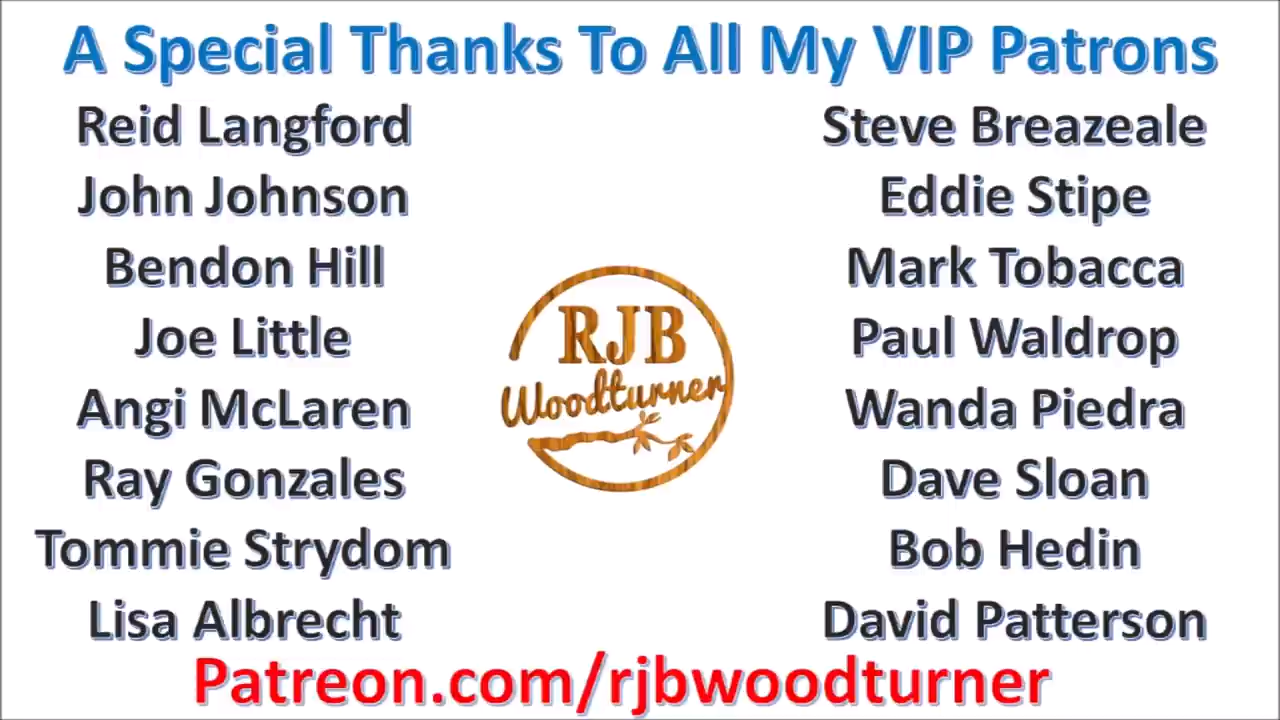 A Special Thanks To All My VIP Patrons
Reid Langford
John Johnson
Bendon Hill
Joe Little
Angi McLaren
Ray Gonzales
Tommie Strydom
Lisa Albrecht
RJB
Woodturner
Steve Breazeale
Eddie Stipe
Mark Tobacca
Paul Waldrop
Wanda Piedra
Dave Sloan
Bob Hedin
David Patterson
Patreon.com/rjbwoodturner